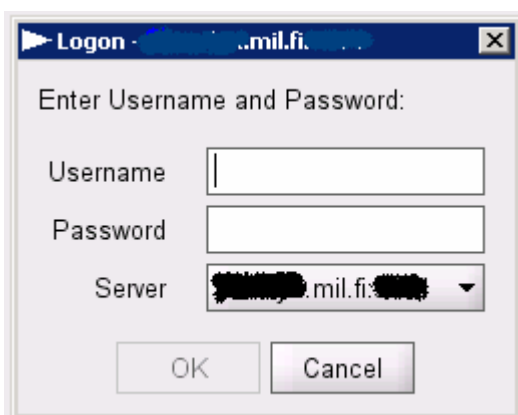 Logon - .mil.fi.
Enter Username and Password:
Username
Password
Server .mil.fi:
OK Cancel